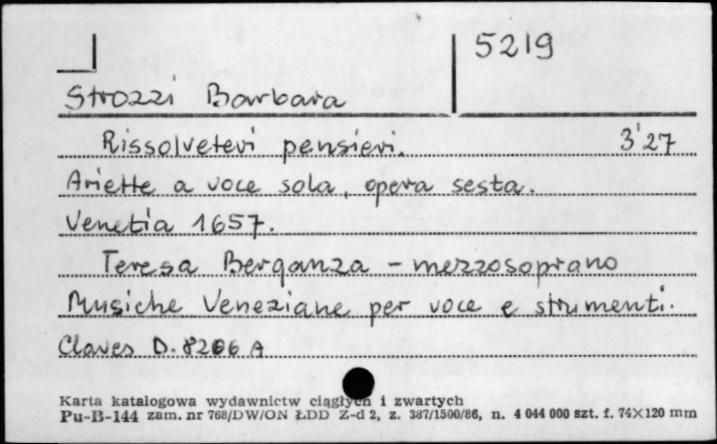 5219
Strozzi Barbara
Rissolvetevi pensieri. 3'27
Ariette a voce sola, opera sesta.
Venetia 1657.
Teresa Berganza - mezzosoprano
Musiche Veneziane per voce e strumenti.
Claves D. 8206 A
Karta katalogowa wydawnictw ciągłych i zwartych
Pu-B-144 zam. nr 768/DW/ON ŁDD Z-d 2, z. 387/1500/86, n. 4 044 000 szt. f. 74×120 mm